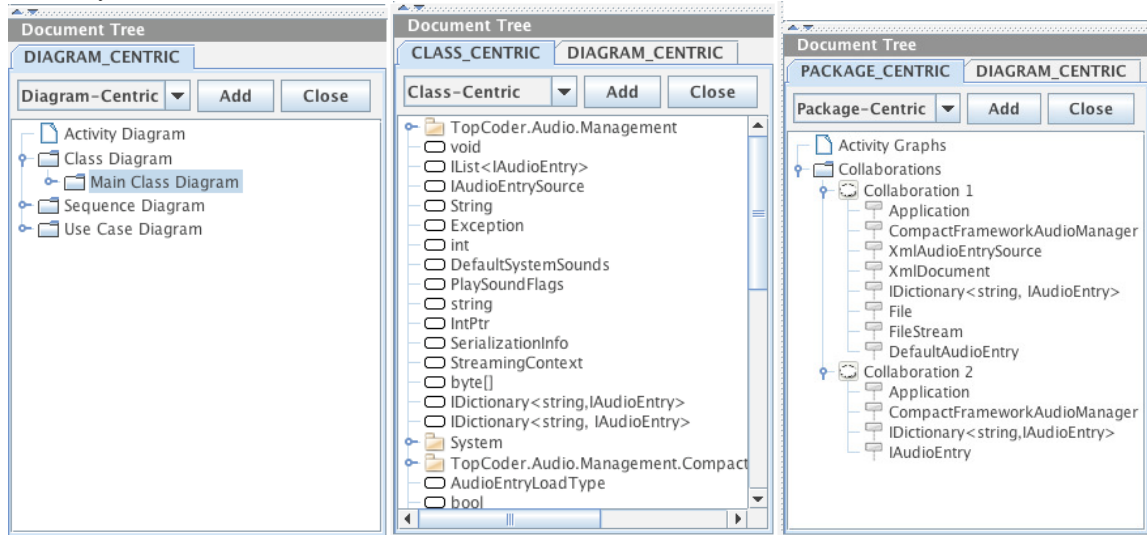 Document Tree
DIAGRAM_CENTRIC
Diagram-Centric Add Close
Activity Diagram
Class Diagram
Main Class Diagram
Sequence Diagram
Use Case Diagram
Document Tree
CLASS_CENTRIC DIAGRAM_CENTRIC
Class-Centric Add Close
TopCoder.Audio.Management
void
IList<IAudioEntry>
IAudioEntrySource
String
Exception
int
DefaultSystemSounds
PlaySoundFlags
string
IntPtr
SerializationInfo
StreamingContext
byte[]
IDictionary<string,IAudioEntry>
IDictionary<string, IAudioEntry>
System
TopCoder.Audio.Management.Compact
AudioEntryLoadType
bool
Document Tree
PACKAGE_CENTRIC DIAGRAM_CENTRIC
Package-Centric Add Close
Activity Graphs
Collaborations
Collaboration 1
Application
CompactFrameworkAudioManager
XmlAudioEntrySource
XmlDocument
IDictionary<string, IAudioEntry>
File
FileStream
DefaultAudioEntry
Collaboration 2
Application
CompactFrameworkAudioManager
IDictionary<string,IAudioEntry>
IAudioEntry